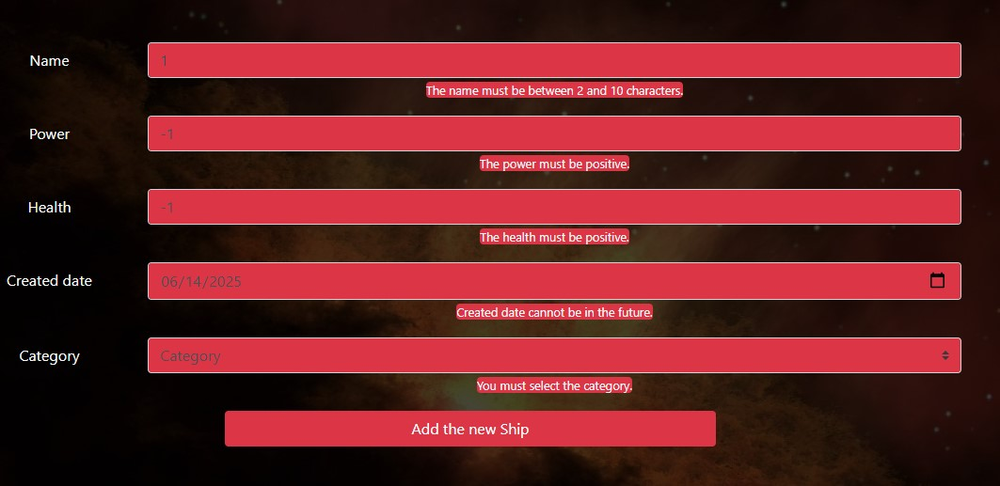 Name
1
The name must be between 2 and 10 characters.
Power
-1
The power must be positive.
Health
-1
The health must be positive.
Created date
06/14/2025
Created date cannot be in the future.
Category
Category
You must select the category.
Add the new Ship